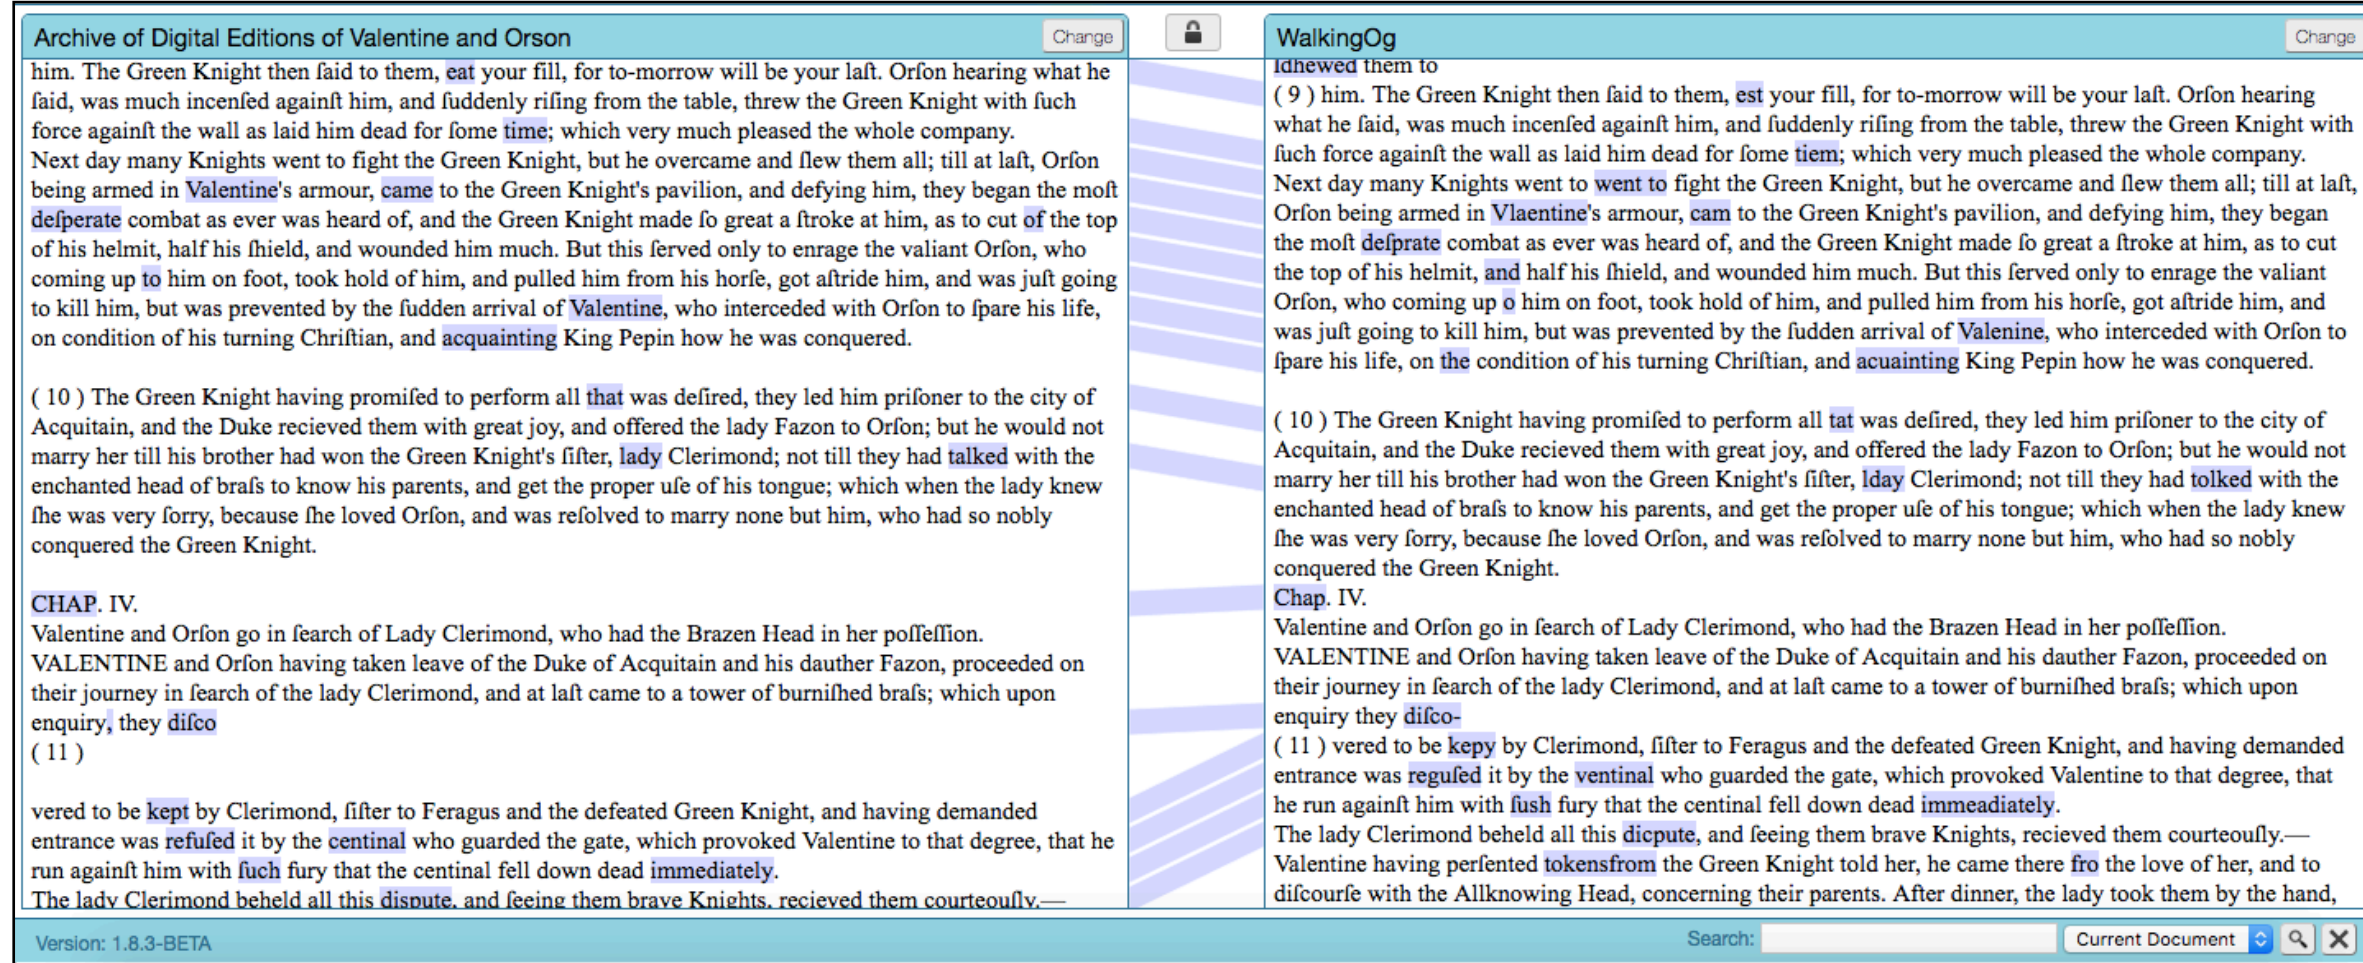 Archive of Digital Editions of Valentine and Orson
Change
him. The Green Knight then ſaid to them, eat your fill, for to-morrow will be your laſt. Orſon hearing what he
ſaid, was much incenſed againſt him, and ſuddenly riſing from the table, threw the Green Knight with ſuch
force againſt the wall as laid him dead for ſome time; which very much pleased the whole company.
Next day many Knights went to fight the Green Knight, but he overcame and ſlew them all; till at laſt, Orſon
being armed in Valentine's armour, came to the Green Knight's pavilion, and defying him, they began the moſt
deſperate combat as ever was heard of, and the Green Knight made ſo great a ſtroke at him, as to cut of the top
of his helmit, half his ſhield, and wounded him much. But this ſerved only to enrage the valiant Orſon, who
coming up to him on foot, took hold of him, and pulled him from his horſe, got aſtride him, and was juſt going
to kill him, but was prevented by the ſudden arrival of Valentine, who interceded with Orſon to ſpare his life,
on condition of his turning Chriſtian, and acquainting King Pepin how he was conquered.
( 10 ) The Green Knight having promiſed to perform all that was deſired, they led him priſoner to the city of
Acquitain, and the Duke recieved them with great joy, and offered the lady Fazon to Orſon; but he would not
marry her till his brother had won the Green Knight's ſiſter, lady Clerimond; not till they had talked with the
enchanted head of braſs to know his parents, and get the proper uſe of his tongue; which when the lady knew
ſhe was very ſorry, because ſhe loved Orſon, and was reſolved to marry none but him, who had so nobly
conquered the Green Knight.
CHAP. IV.
Valentine and Orſon go in ſearch of Lady Clerimond, who had the Brazen Head in her poſſeſſion.
VALENTINE and Orſon having taken leave of the Duke of Acquitain and his dauther Fazon, proceeded on
their journey in ſearch of the lady Clerimond, and at laſt came to a tower of burniſhed braſs; which upon
enquiry, they diſco
( 11 )
vered to be kept by Clerimond, ſiſter to Feragus and the defeated Green Knight, and having demanded
entrance was refuſed it by the centinal who guarded the gate, which provoked Valentine to that degree, that he
run againſt him with ſuch fury that the centinal fell down dead immediately.
The lady Clerimond beheld all this dispute, and ſeeing them brave Knights, recieved them courteouſly.—
WalkingOg
Change
ldhewed them to
( 9 ) him. The Green Knight then ſaid to them, est your fill, for to-morrow will be your laſt. Orſon hearing
what he ſaid, was much incenſed againſt him, and ſuddenly riſing from the table, threw the Green Knight with
ſuch force againſt the wall as laid him dead for ſome tiem; which very much pleased the whole company.
Next day many Knights went to went to fight the Green Knight, but he overcame and ſlew them all; till at laſt,
Orſon being armed in Vlaentine's armour, cam to the Green Knight's pavilion, and defying him, they began
the moſt deſprate combat as ever was heard of, and the Green Knight made ſo great a ſtroke at him, as to cut
the top of his helmit, and half his ſhield, and wounded him much. But this ſerved only to enrage the valiant
Orſon, who coming up o him on foot, took hold of him, and pulled him from his horſe, got aſtride him, and
was juſt going to kill him, but was prevented by the ſudden arrival of Valenine, who interceded with Orſon to
ſpare his life, on the condition of his turning Chriſtian, and acuainting King Pepin how he was conquered.
( 10 ) The Green Knight having promiſed to perform all tat was deſired, they led him priſoner to the city of
Acquitain, and the Duke recieved them with great joy, and offered the lady Fazon to Orſon; but he would not
marry her till his brother had won the Green Knight's ſiſter, lday Clerimond; not till they had tolked with the
enchanted head of braſs to know his parents, and get the proper uſe of his tongue; which when the lady knew
ſhe was very ſorry, because ſhe loved Orſon, and was reſolved to marry none but him, who had so nobly
conquered the Green Knight.
Chap. IV.
Valentine and Orſon go in ſearch of Lady Clerimond, who had the Brazen Head in her poſſeſſion.
VALENTINE and Orſon having taken leave of the Duke of Acquitain and his dauther Fazon, proceeded on
their journey in ſearch of the lady Clerimond, and at laſt came to a tower of burniſhed braſs; which upon
enquiry they diſco-
( 11 ) vered to be kepy by Clerimond, ſiſter to Feragus and the defeated Green Knight, and having demanded
entrance was reguſed it by the ventinal who guarded the gate, which provoked Valentine to that degree, that
he run againſt him with ſush fury that the centinal fell down dead immeadiately.
The lady Clerimond beheld all this dicpute, and ſeeing them brave Knights, recieved them courteouſly.—
Valentine having perſented tokensfrom the Green Knight told her, he came there fro the love of her, and to
diſcourſe with the Allknowing Head, concerning their parents. After dinner, the lady took them by the hand,
Version: 1.8.3-BETA
Search:
Current Document